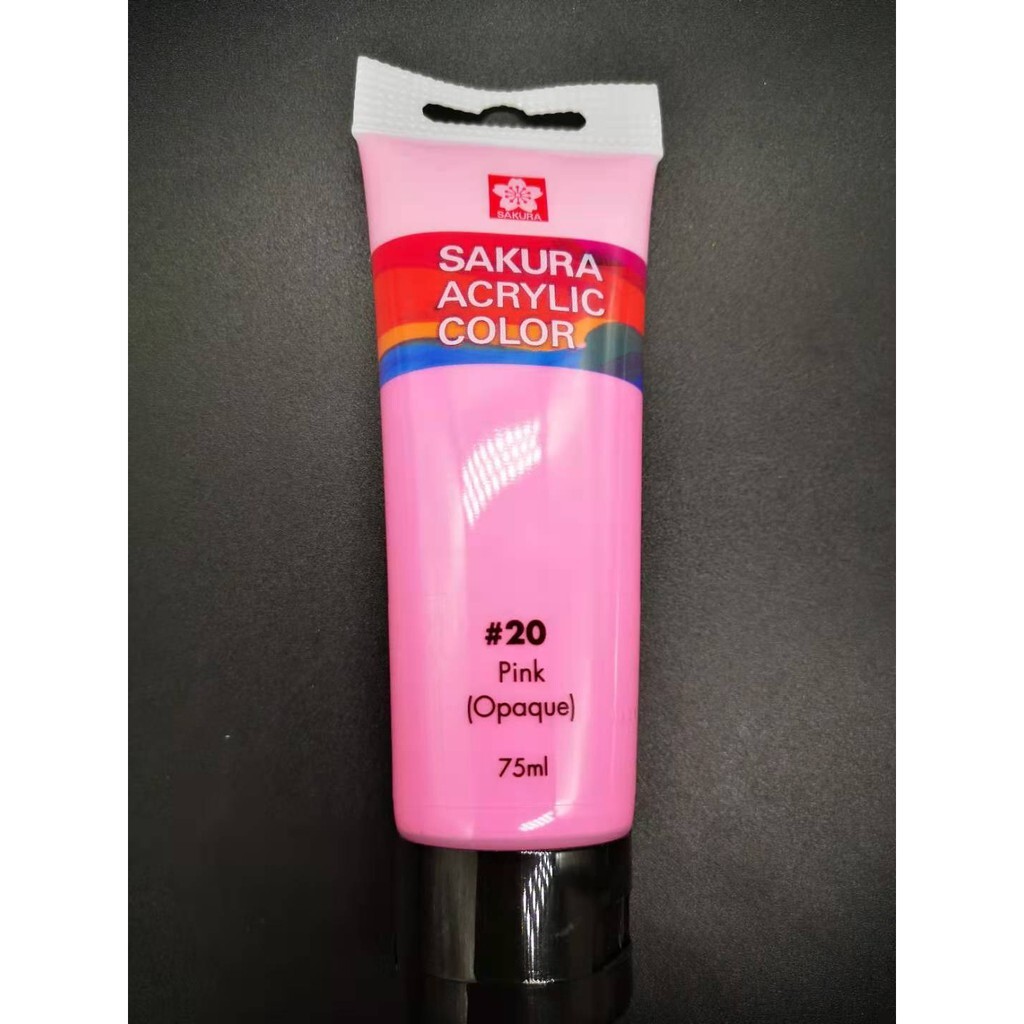 SAKURA
SAKURA
ACRYLIC
COLOR
#20
Pink
(Opaque)
75ml